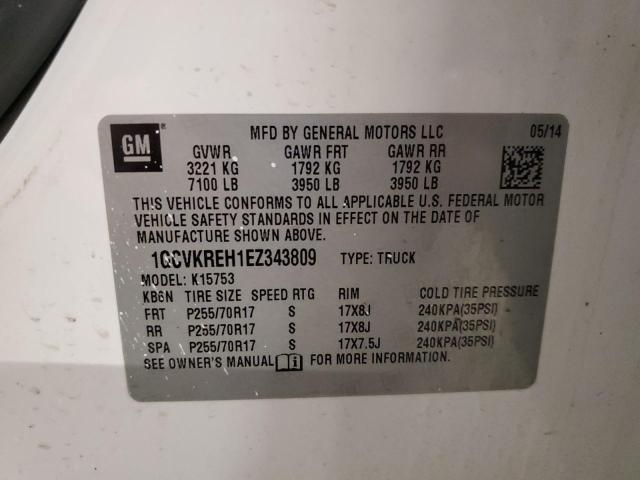 GM ®
MFD BY GENERAL MOTORS LLC 05/14
GVWR GAWR FRT GAWR RR
3221 KG 1792 KG 1792 KG
7100 LB 3950 LB 3950 LB
THIS VEHICLE CONFORMS TO ALL APPLICABLE U.S. FEDERAL MOTOR
VEHICLE SAFETY STANDARDS IN EFFECT ON THE DATE OF
MANUFACTURE SHOWN ABOVE.
1GCVKREH1EZ343809 TYPE: TRUCK
MODEL: K15753
KB6N TIRE SIZE SPEED RTG RIM COLD TIRE PRESSURE
FRT P255/70R17 S 17X8J 240KPA(35PSI)
RR P255/70R17 S 17X8J 240KPA(35PSI)
SPA P255/70R17 S 17X7.5J 240KPA(35PSI)
SEE OWNER'S MANUAL FOR MORE INFORMATION.